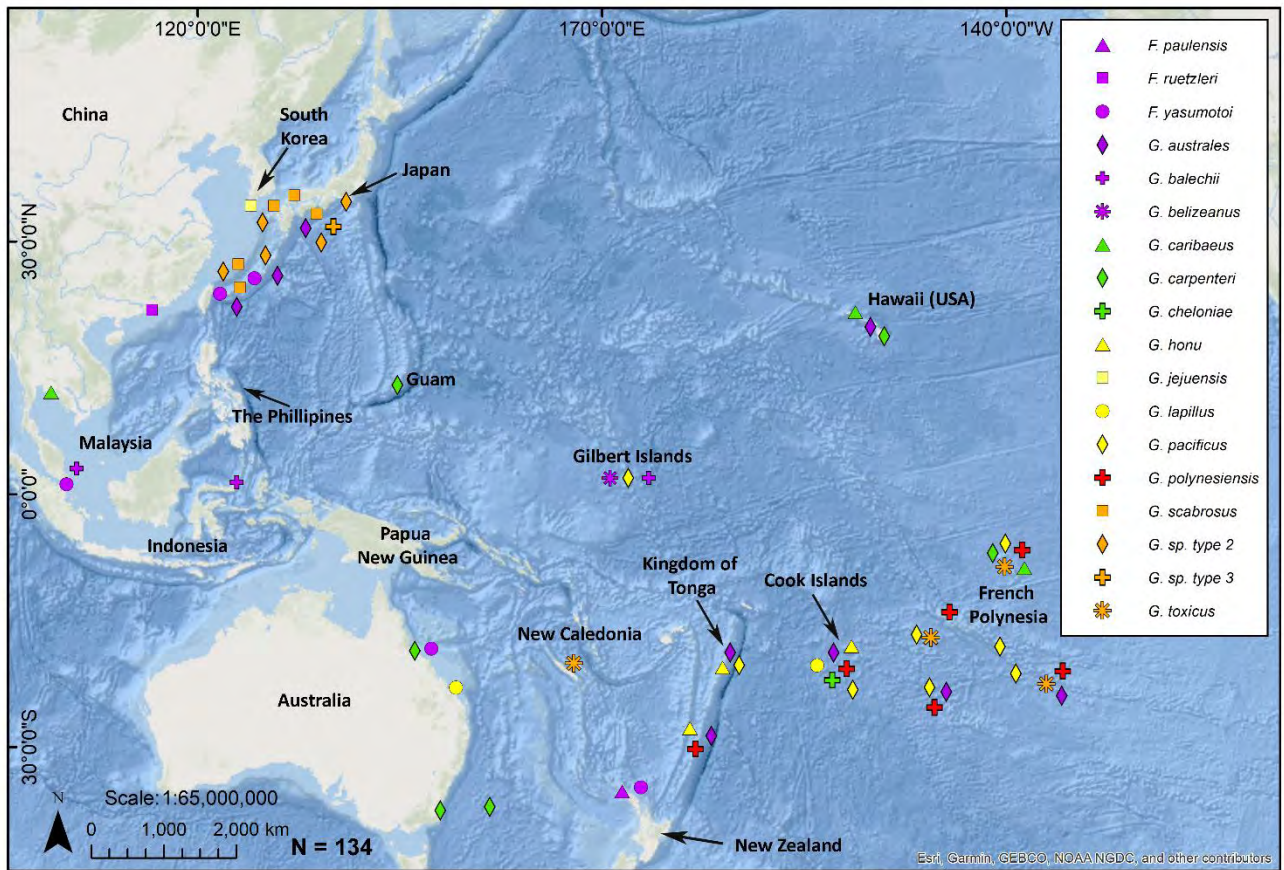 120°0'0"E
170°0'0"E
140°0'0"W
30°0'0"N
0°0'0"
30°0'0"S
China
South
Korea
Japan
Hawaii (USA)
Guam
The Phillipines
Malaysia
Gilbert Islands
Indonesia
Papua
New Guinea
Kingdom of
Tonga
Cook Islands
French
Polynesia
New Caledonia
Australia
New Zealand
F. paulensis
F. ruetzleri
F. yasumotoi
G. australes
G. balechii
G. belizeanus
G. caribaeus
G. carpenteri
G. cheloniae
G. honu
G. jejuensis
G. lapillus
G. pacificus
G. polynesiensis
G. scabrosus
G. sp. type 2
G. sp. type 3
G. toxicus
N
Scale: 1:65,000,000
0 1,000 2,000 km
N = 134
Esri, Garmin, GEBCO, NOAA NGDC, and other contributors